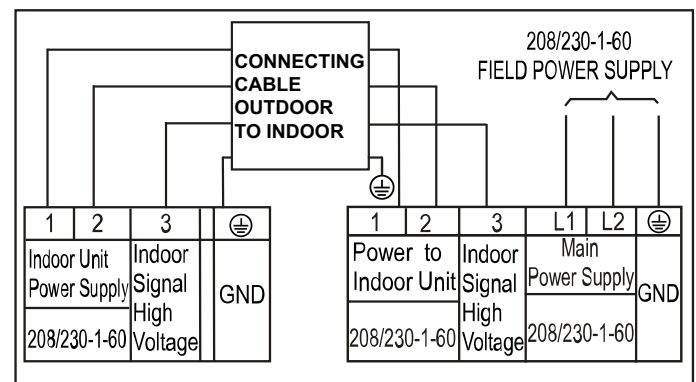 CONNECTING
CABLE
OUTDOOR
TO INDOOR
208/230-1-60
FIELD POWER SUPPLY
1 2 3
Indoor Unit
Power Supply
208/230-1-60
Indoor
Signal
High
Voltage
GND
1 2 3 L1 L2
Power to
Indoor Unit
208/230-1-60
Indoor
Signal
High
Voltage
Main
Power Supply
208/230-1-60
GND